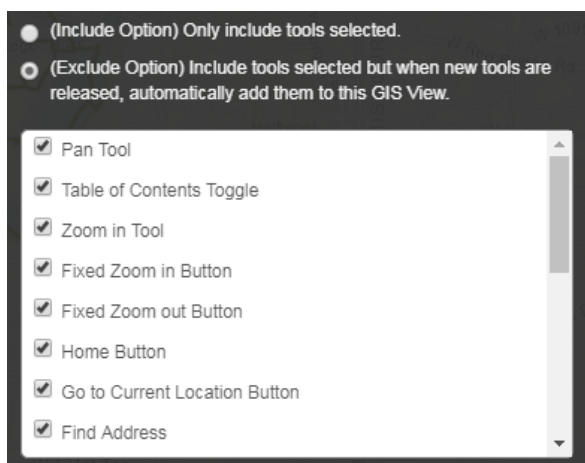 (Include Option) Only include tools selected.
(Exclude Option) Include tools selected but when new tools are
released, automatically add them to this GIS View.
Pan Tool
Table of Contents Toggle
Zoom in Tool
Fixed Zoom in Button
Fixed Zoom out Button
Home Button
Go to Current Location Button
Find Address